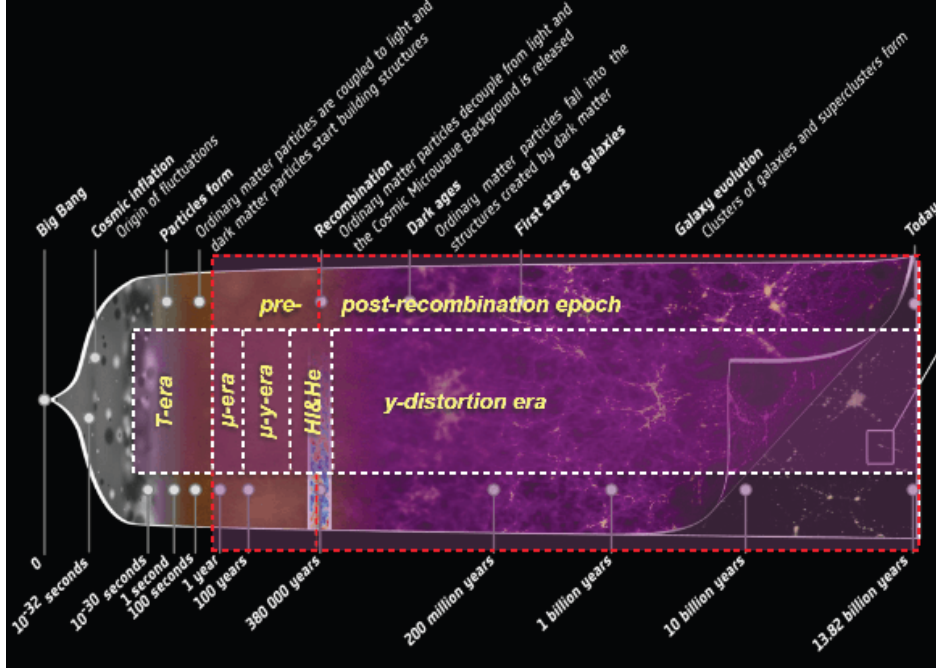 Big Bang
Cosmic inflation
Origin of fluctuations
Particles form
Ordinary matter particles are coupled to light and
dark matter particles start building structures
Recombination
Ordinary matter particles decouple from light and
the Cosmic Microwave Background is released
Dark ages
Ordinary matter particles fall into the
structures created by dark matter
First stars & galaxies
Galaxy evolution
Clusters of galaxies and superclusters form
Today
pre-
post-recombination epoch
T-era
μ-era
μ-y-era
HI&He
y-distortion era
0
10-32 seconds
10-30 seconds
1 second
100 seconds
1 year
100 years
380 000 years
200 million years
1 billion years
10 billion years
13.82 billion years